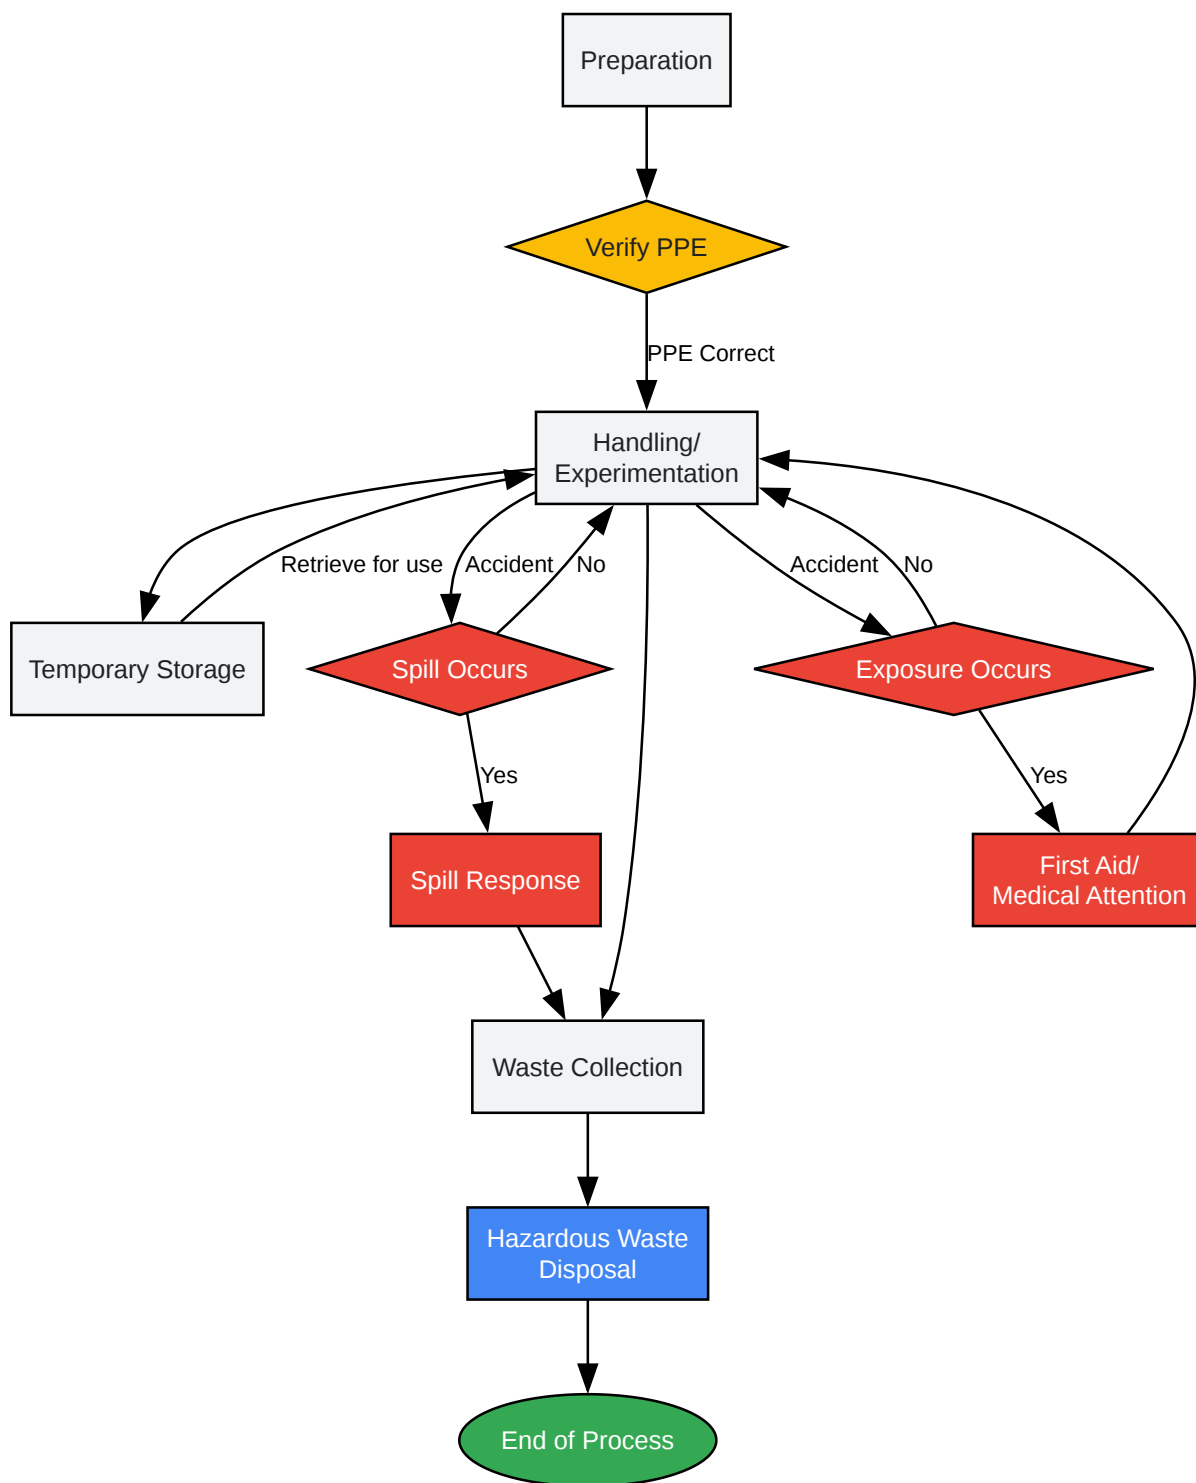 Preparation
Verify PPE
PPE Correct
Handling/
Experimentation
Retrieve for use
Accident
No
Accident
No
Temporary Storage
Spill Occurs
Exposure Occurs
Yes
Yes
Spill Response
First Aid/
Medical Attention
Waste Collection
Hazardous Waste
Disposal
End of Process